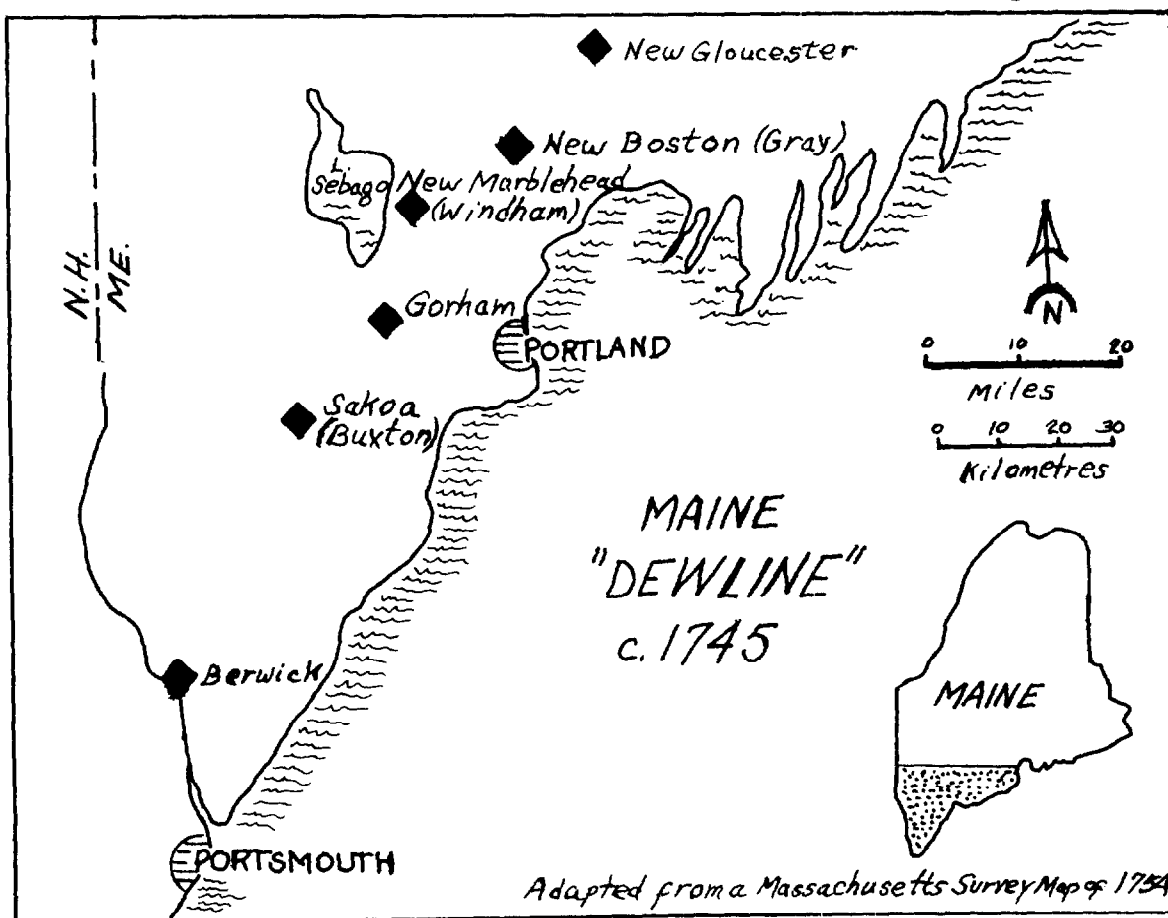 New Gloucester
New Boston (Gray)
L.
Sebago
New Marblehead
(Windham)
N.H.
ME.
Gorham
PORTLAND
N
0 10 20
Miles
0 10 20 30
Kilometres
Sakoa
(Buxton)
MAINE
"DEWLINE"
c. 1745
Berwick
MAINE
PORTSMOUTH
Adapted from a Massachusetts Survey Map of 1754